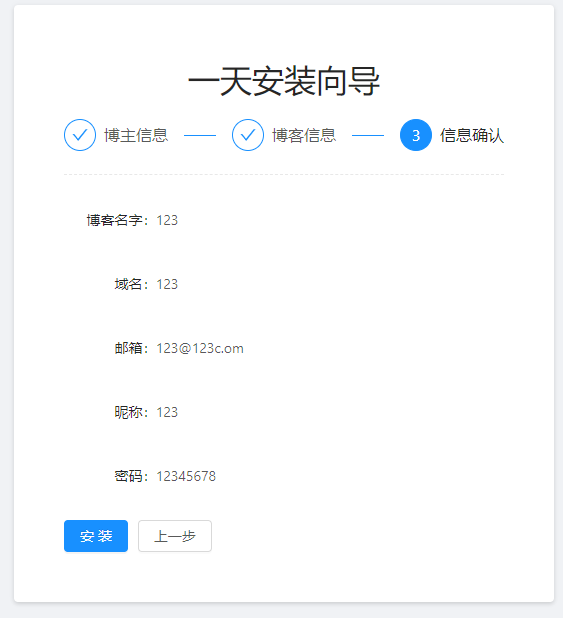 一天安装向导
博主信息 博客信息 3 信息确认
博客名字：123
域名：123
邮箱：123@123c.om
昵称：123
密码：12345678
安 装 上一步